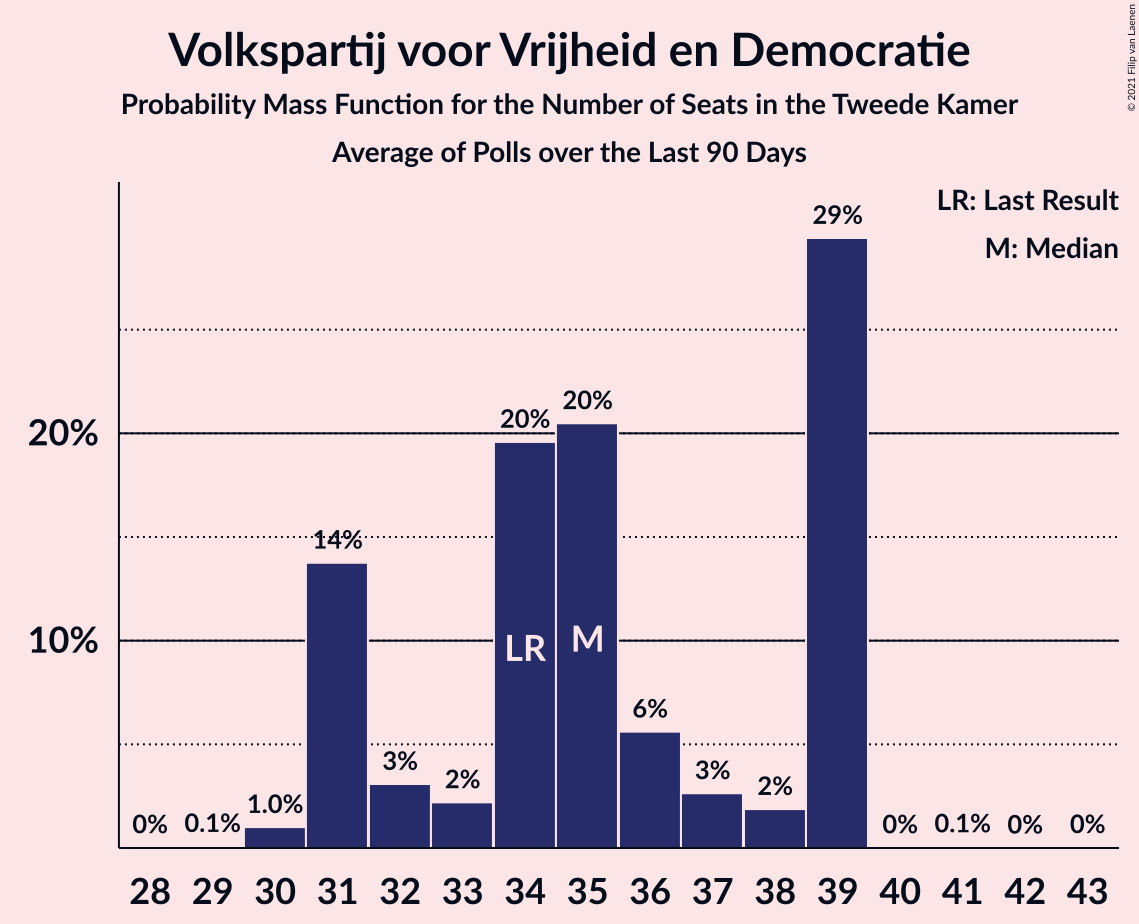 Volkspartij voor Vrijheid en Democratie
Probability Mass Function for the Number of Seats in the Tweede Kamer
Average of Polls over the Last 90 Days
© 2021 Filip van Laenen
LR: Last Result
M: Median
29%
20%
20%
20%
14%
10%
LR
M
6%
3%
2%
3%
2%
0%
0.1%
1.0%
0%
0.1%
0%
0%
28 29 30 31 32 33 34 35 36 37 38 39 40 41 42 43